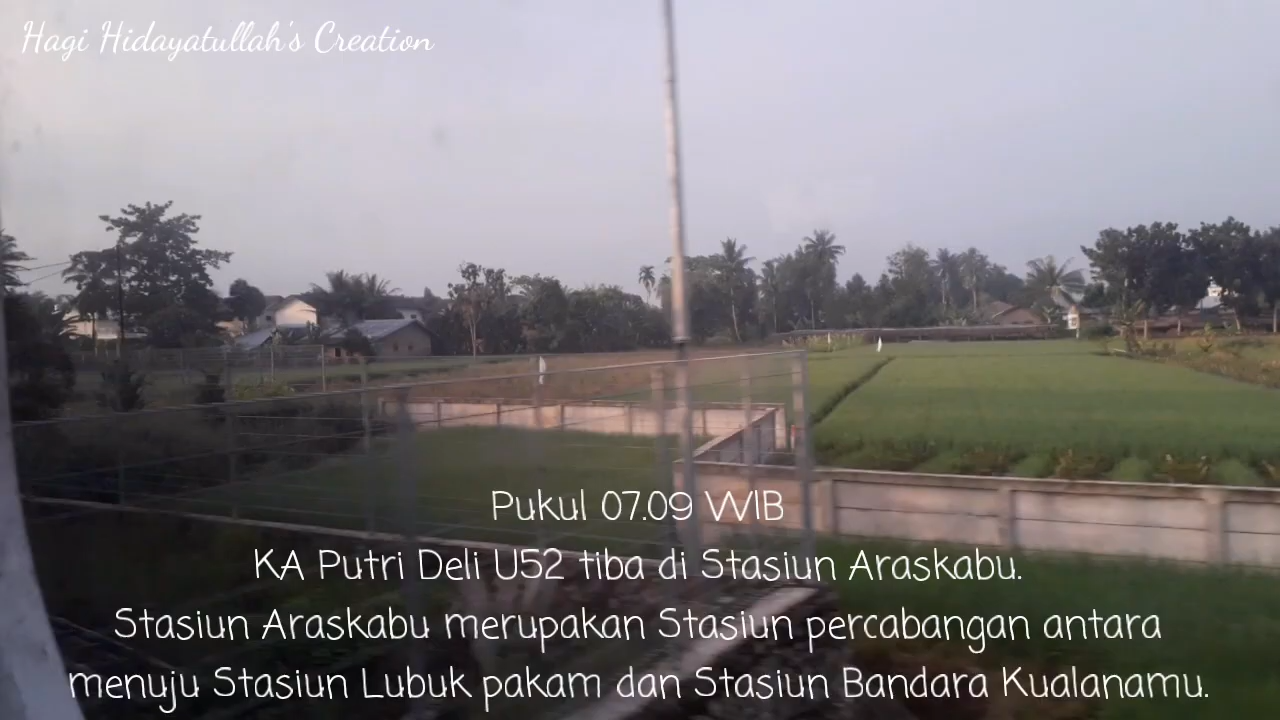 Hagi Hidayatullah's Creation
Pukul 07.09 WIB
KA Putri Deli U52 tiba di Stasiun Araskabu.
Stasiun Araskabu merupakan Stasiun percabangan antara
menuju Stasiun Lubuk pakam dan Stasiun Bandara Kualanamu.